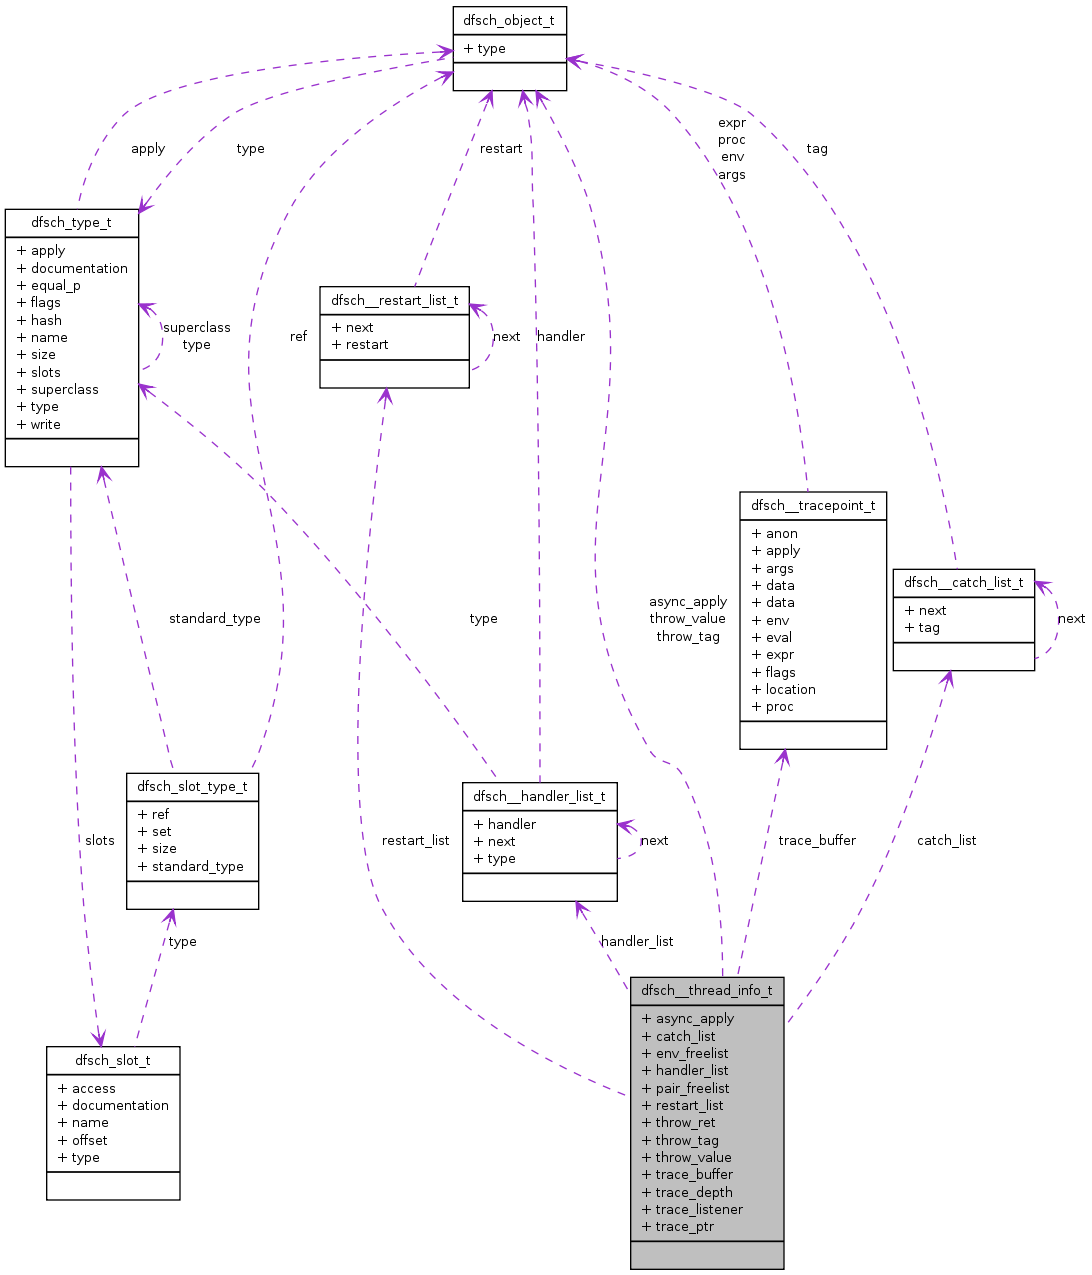 dfsch_object_t
+ type
expr
proc
env
args
apply
type
restart
tag
dfsch_type_t
+ apply
+ documentation
+ equal_p
+ flags
+ hash
+ name
+ size
+ slots
+ superclass
+ type
+ write
superclass
type
ref
dfsch__restart_list_t
+ next
+ restart
next
handler
dfsch__tracepoint_t
+ anon
+ apply
+ args
+ data
+ data
+ env
+ eval
+ expr
+ flags
+ location
+ proc
dfsch__catch_list_t
+ next
+ tag
next
standard_type
type
async_apply
throw_value
throw_tag
dfsch_slot_type_t
+ ref
+ set
+ size
+ standard_type
dfsch__handler_list_t
+ handler
+ next
+ type
next
slots
restart_list
trace_buffer
catch_list
type
handler_list
dfsch__thread_info_t
+ async_apply
+ catch_list
+ env_freelist
+ handler_list
+ pair_freelist
+ restart_list
+ throw_ret
+ throw_tag
+ throw_value
+ trace_buffer
+ trace_depth
+ trace_listener
+ trace_ptr
dfsch_slot_t
+ access
+ documentation
+ name
+ offset
+ type